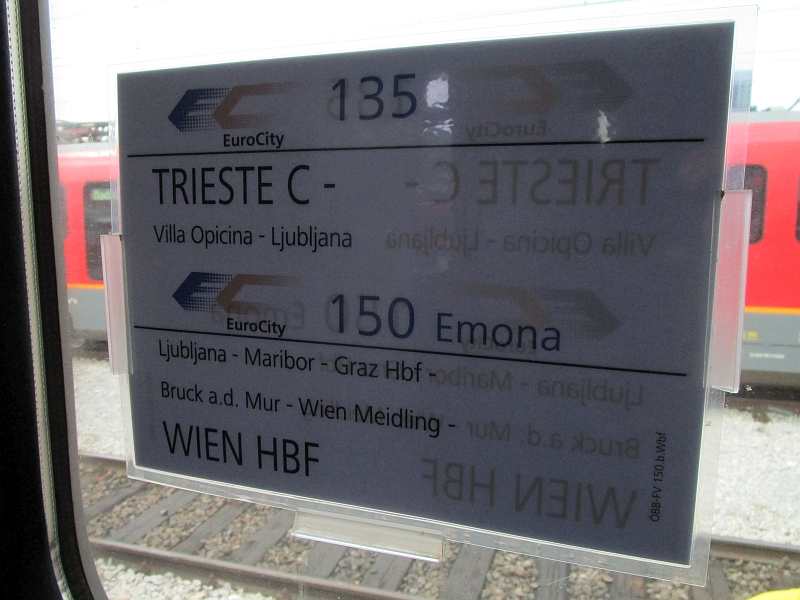 135
EuroCity
TRIESTE C -
Villa Opicina - Ljubljana
150 Emona
EuroCity
Ljubljana - Maribor - Graz Hbf -
Bruck a.d. Mur - Wien Meidling -
WIEN HBF
ÖBB-FV 150.b.Wbf